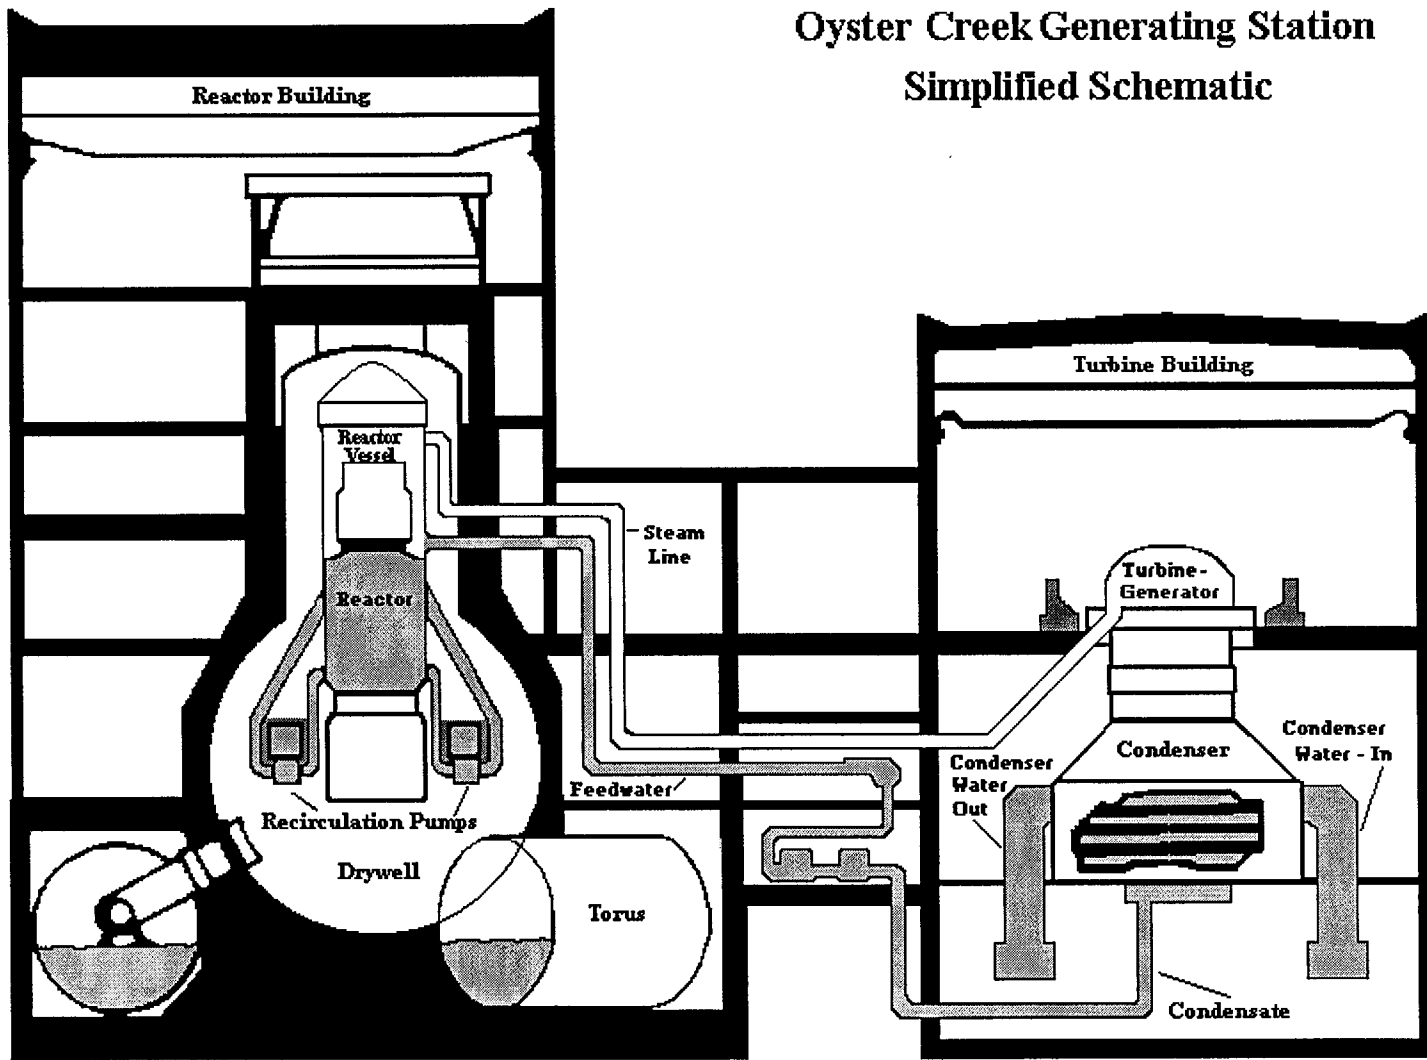 Oyster Creek Generating Station
Simplified Schematic
Reactor Building
Turbine Building
Reactor
Vessel
Steam
Line
Turbine-
Generator
Reactor
Condenser
Water - In
Condenser
Condenser
Water
Out
Feedwater
Recirculation Pumps
Drywell
Torus
Condensate